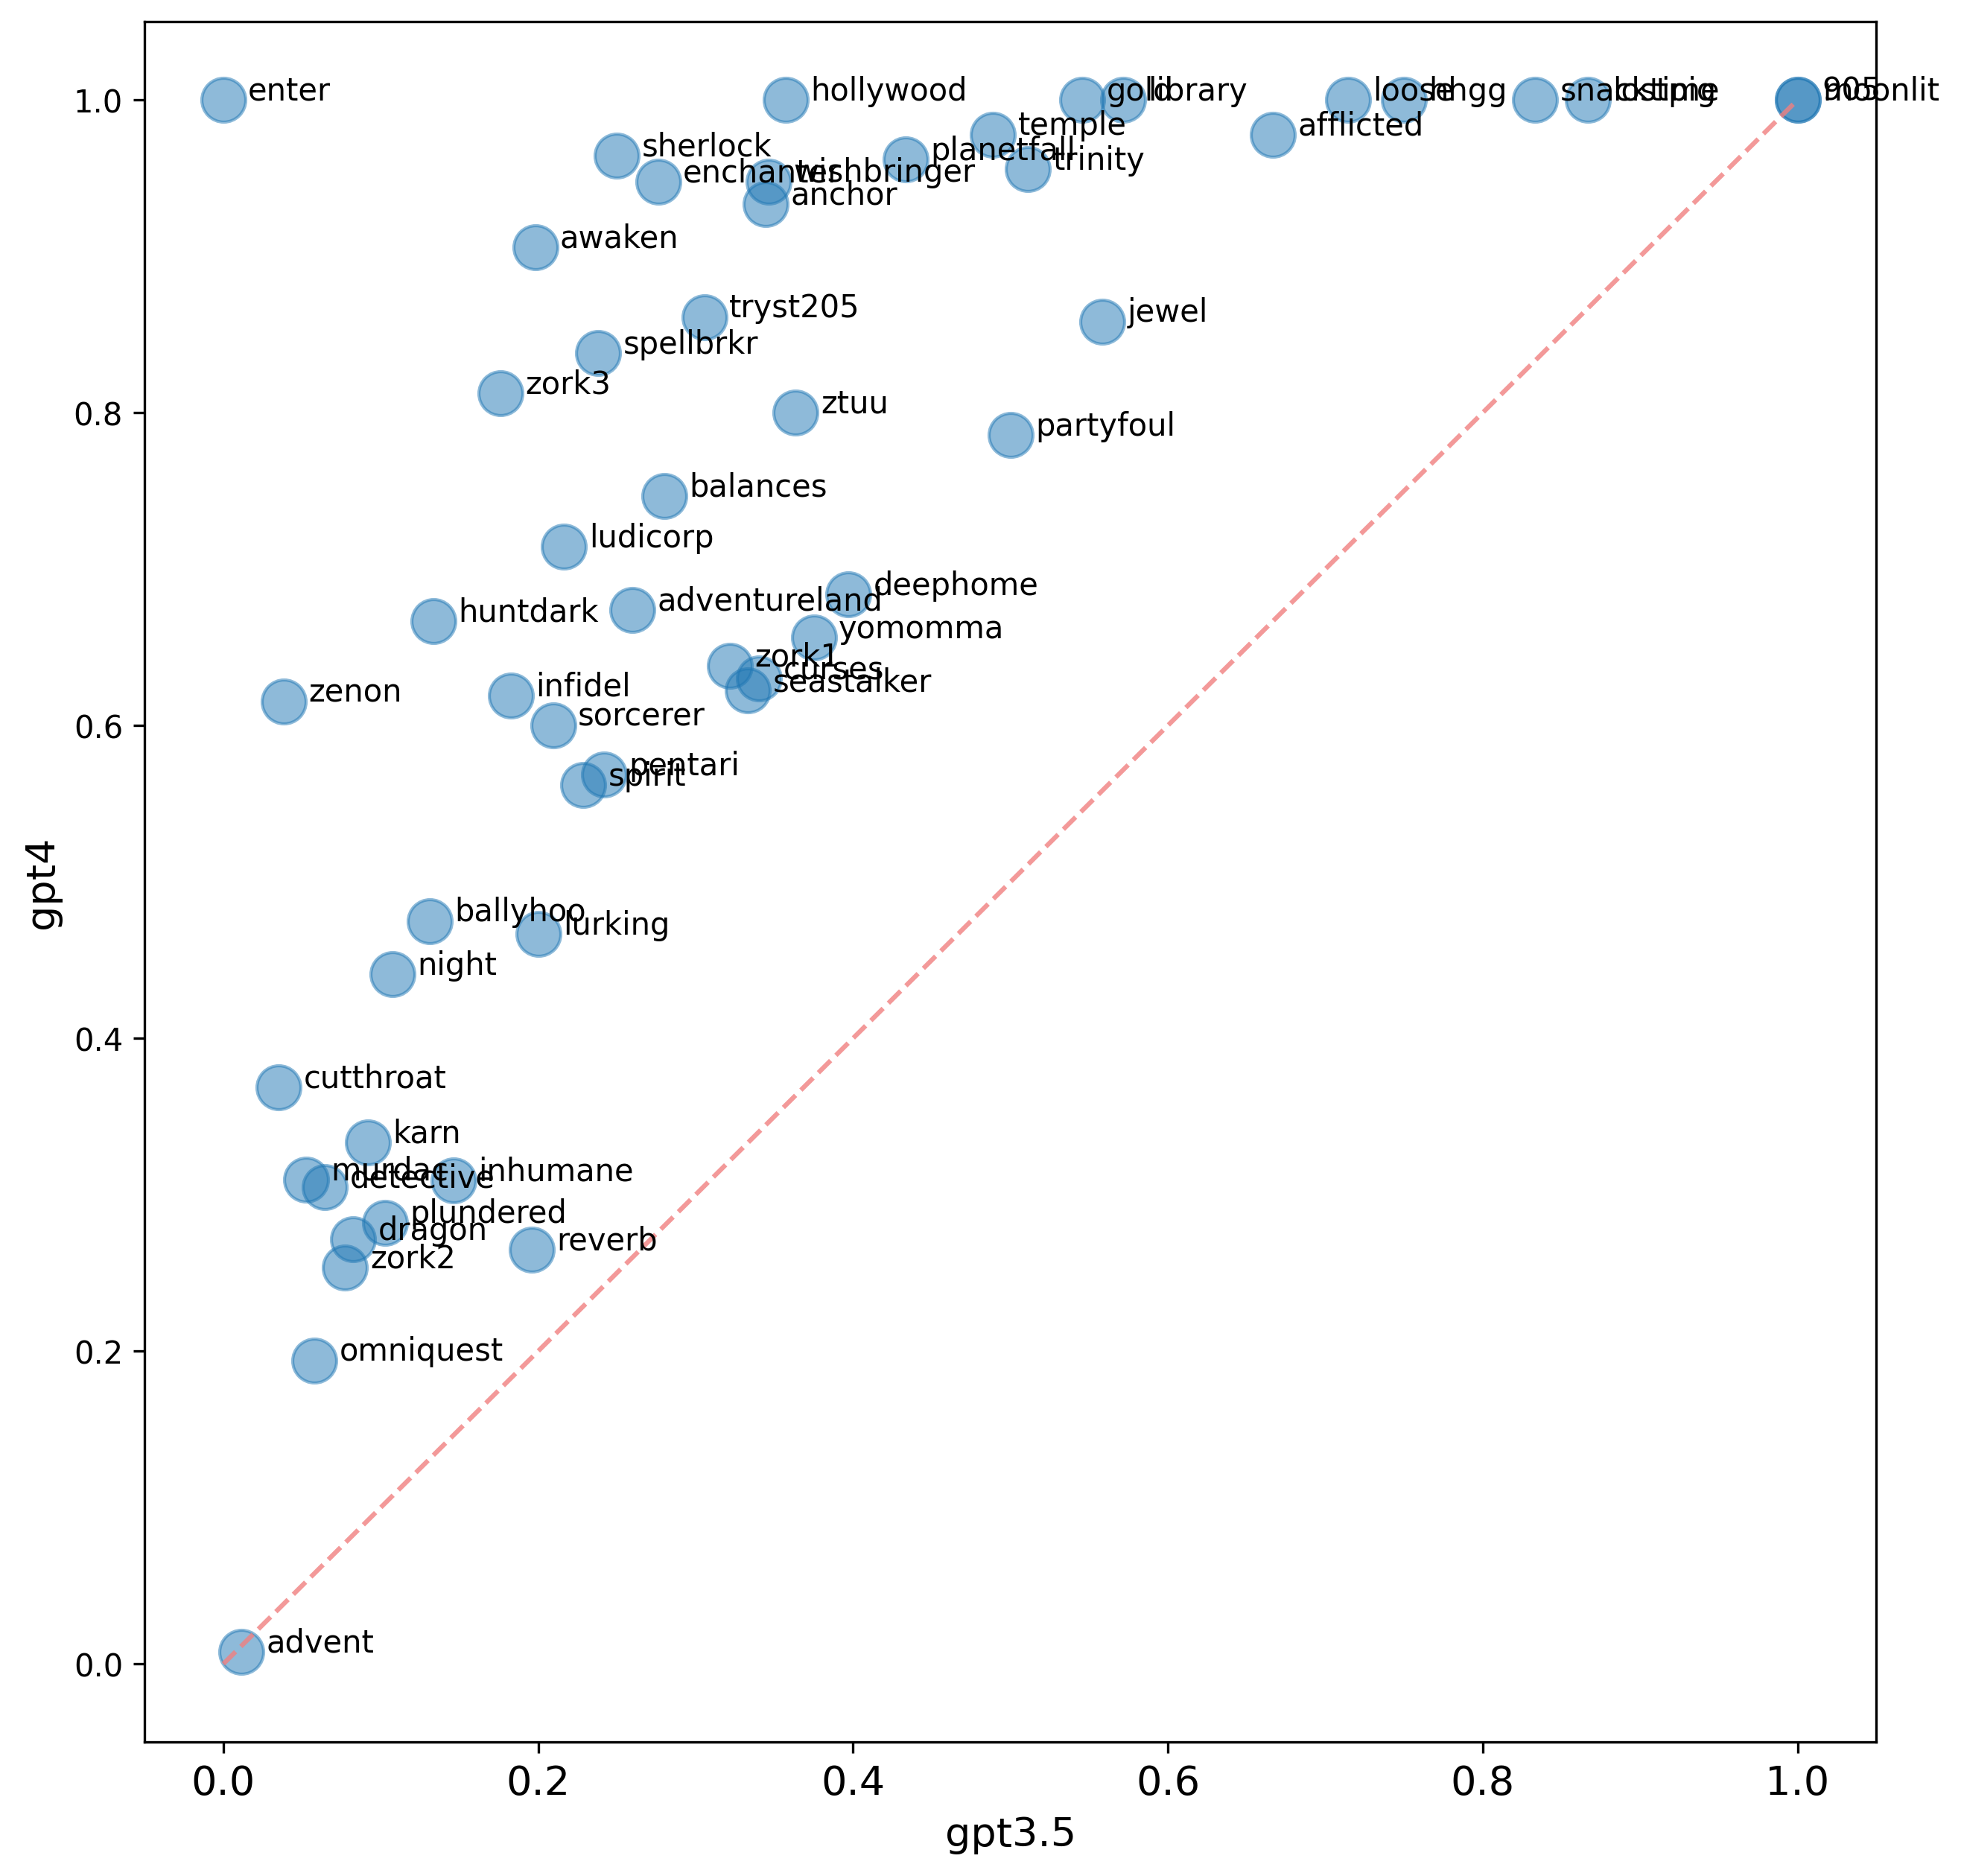 enter
hollywood
gold
library
loose
hhgg
snacktime
cstmg
905
moonlit
1.0
temple
afflicted
planetfall
trinity
sherlock
enchanter
wishbringer
anchor
awaken
tryst205
jewel
spellbrkr
zork3
ztuu
0.8
partyfoul
balances
ludicorp
deephome
adventureland
huntdark
yomomma
zork1
curses
seastalker
infidel
zenon
sorcerer
0.6
pentari
spirit
gpt4
ballyhoo
lurking
night
0.4
cutthroat
karn
murdac
detective
inhumane
plundered
dragon
reverb
zork2
omniquest
0.2
advent
0.0
0.0 0.2 0.4 0.6 0.8 1.0
gpt3.5